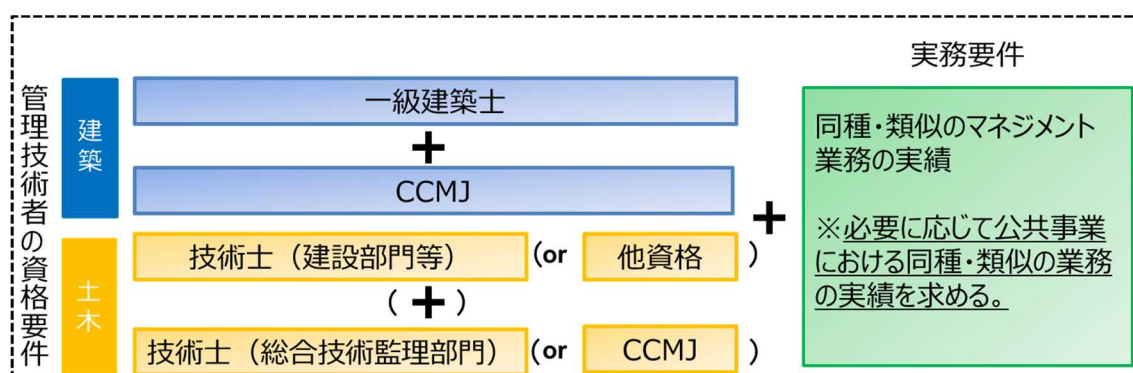 管理技術者の資格要件
建築
一級建築士
+
CCMJ
土木
技術士（建設部門等）
(or
他資格
)
(+)
技術士（総合技術監理部門）
(or
CCMJ
)
+
実務要件
同種・類似のマネジメント
業務の実績
※必要に応じて公共事業
における同種・類似の業務
の実績を求める。